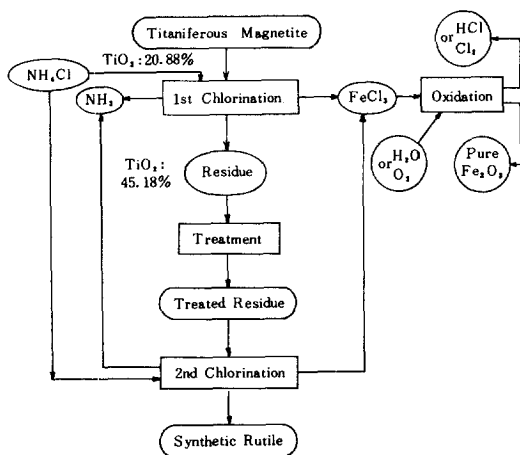 Titaniferous Magnetite
TiO₂:20.88%
NH₄Cl
NH₃
1st Chlorination
FeCl₃
Oxidation
HCl
or
Cl₂
H₂O
or
O₂
Pure
Fe₂O₃
TiO₂:
45.18%
Residue
Treatment
Treated Residue
2nd Chlorination
Synthetic Rutile